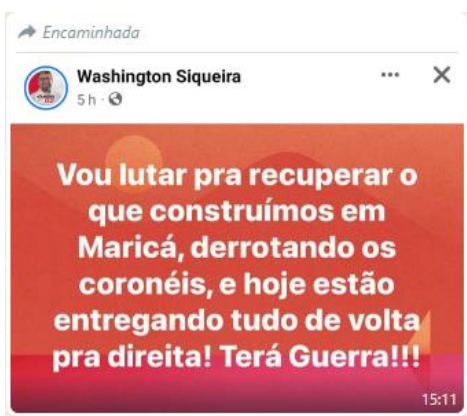 Encaminhada
Washington Siqueira
5 h ·
Vou lutar pra recuperar o
que construímos em
Maricá, derrotando os
coronéis, e hoje estão
entregando tudo de volta
pra direita! Terá Guerra!!!
15:11